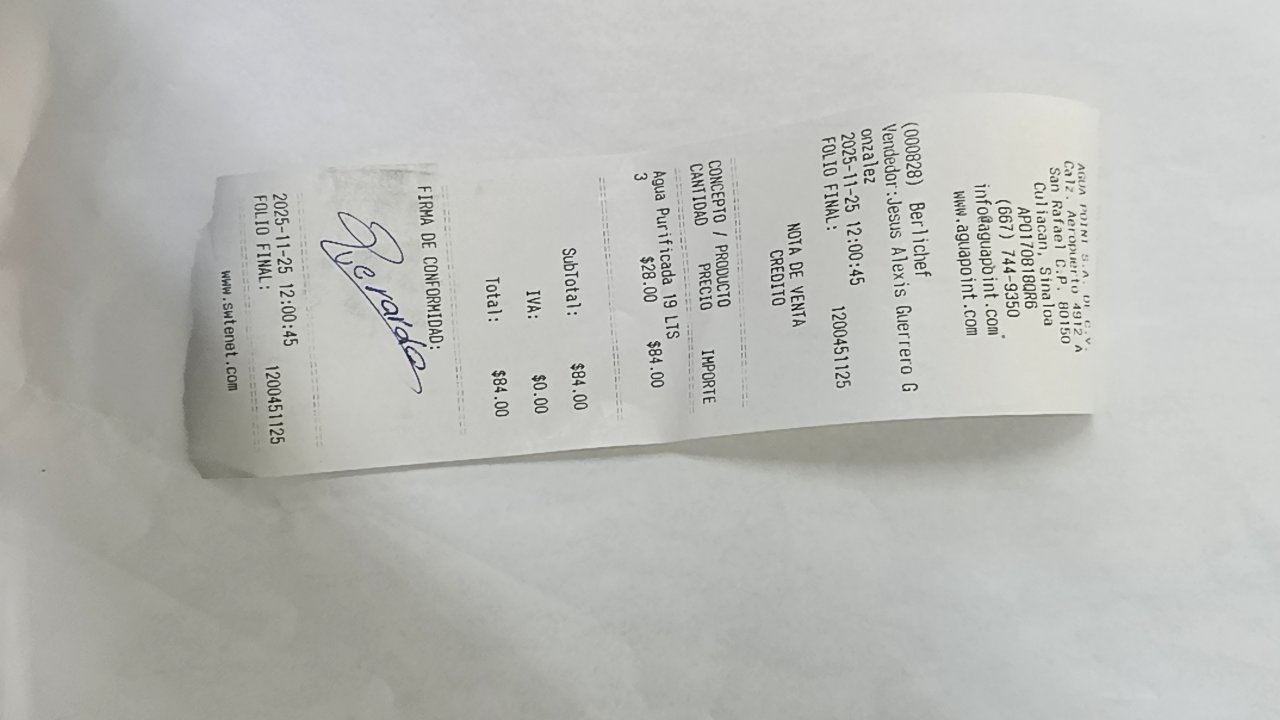 AGUA POINT S.A. DE C.V.
Calz. Aeropuerto 4912 A
San Rafael C.P. 80150
Culiacan, Sinaloa
APO170818QR6
(667) 744-9350
info@aguapoint.com
www.aguapoint.com
(000828) Berlichef
Vendedor:Jesus Alexis Guerrero G
onzalez
2025-11-25 12:00:45
FOLIO FINAL: 1200451125
NOTA DE VENTA
CREDITO
CONCEPTO / PRODUCTO
CANTIDAD PRECIO IMPORTE
Agua Purificada 19 LTS
3 $28.00 $84.00
SubTotal: $84.00
IVA: $0.00
Total: $84.00
FIRMA DE CONFORMIDAD:
Gerardo
2025-11-25 12:00:45
FOLIO FINAL: 1200451125
www.swtenet.com